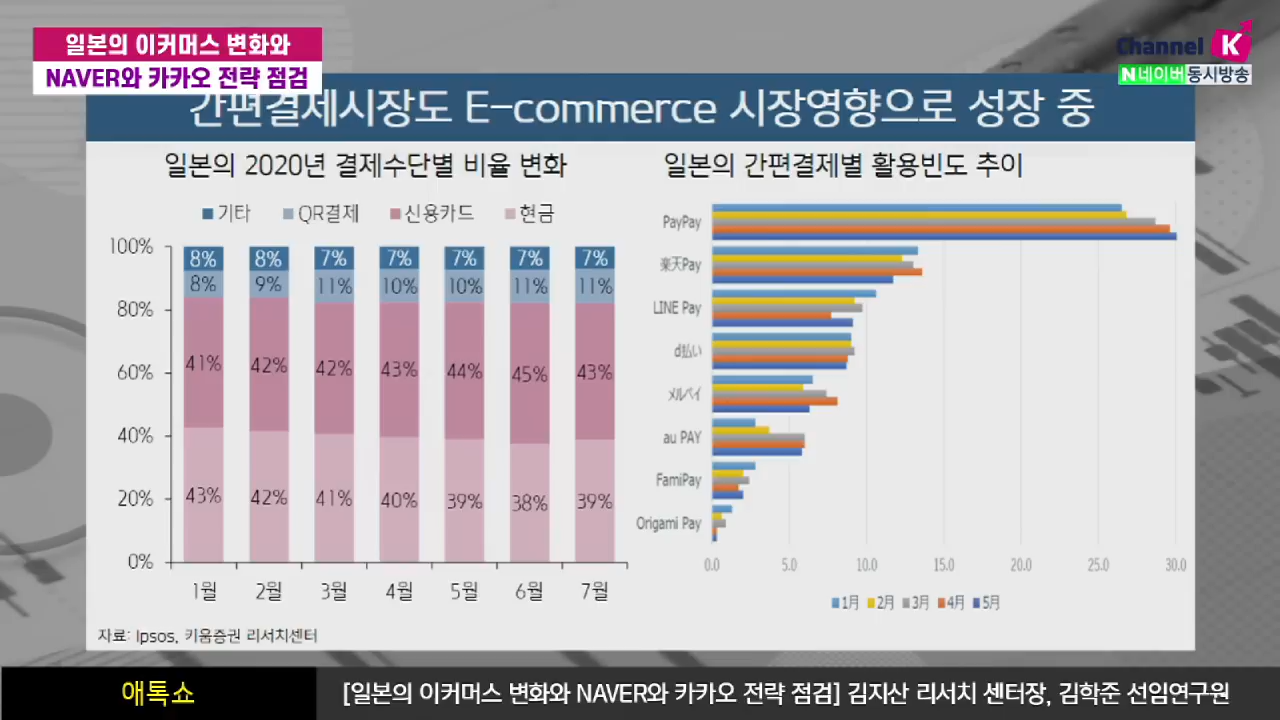 일본의 이커머스 변화와
NAVER와 카카오 전략 점검
Channel K
N 네이버 동시방송
간편결제시장도 E-commerce 시장영향으로 성장 중
일본의 2020년 결제수단별 비율 변화
기타 QR결제 신용카드 현금
100% 80% 60% 40% 20% 0%
8% 8% 7% 7% 7% 7% 7%
8% 9% 11% 10% 10% 11% 11%
41% 42% 42% 43% 44% 45% 43%
43% 42% 41% 40% 39% 38% 39%
1월 2월 3월 4월 5월 6월 7월
자료: Ipsos, 키움증권 리서치센터
일본의 간편결제별 활용빈도 추이
PayPay
楽天Pay
LINE Pay
d払い
メルペイ
au PAY
FamiPay
Origami Pay
0.0 5.0 10.0 15.0 20.0 25.0 30.0
1月 2月 3月 4月 5月
애톡쇼
[일본의 이커머스 변화와 NAVER와 카카오 전략 점검] 김지산 리서치 센터장, 김학준 선임연구원